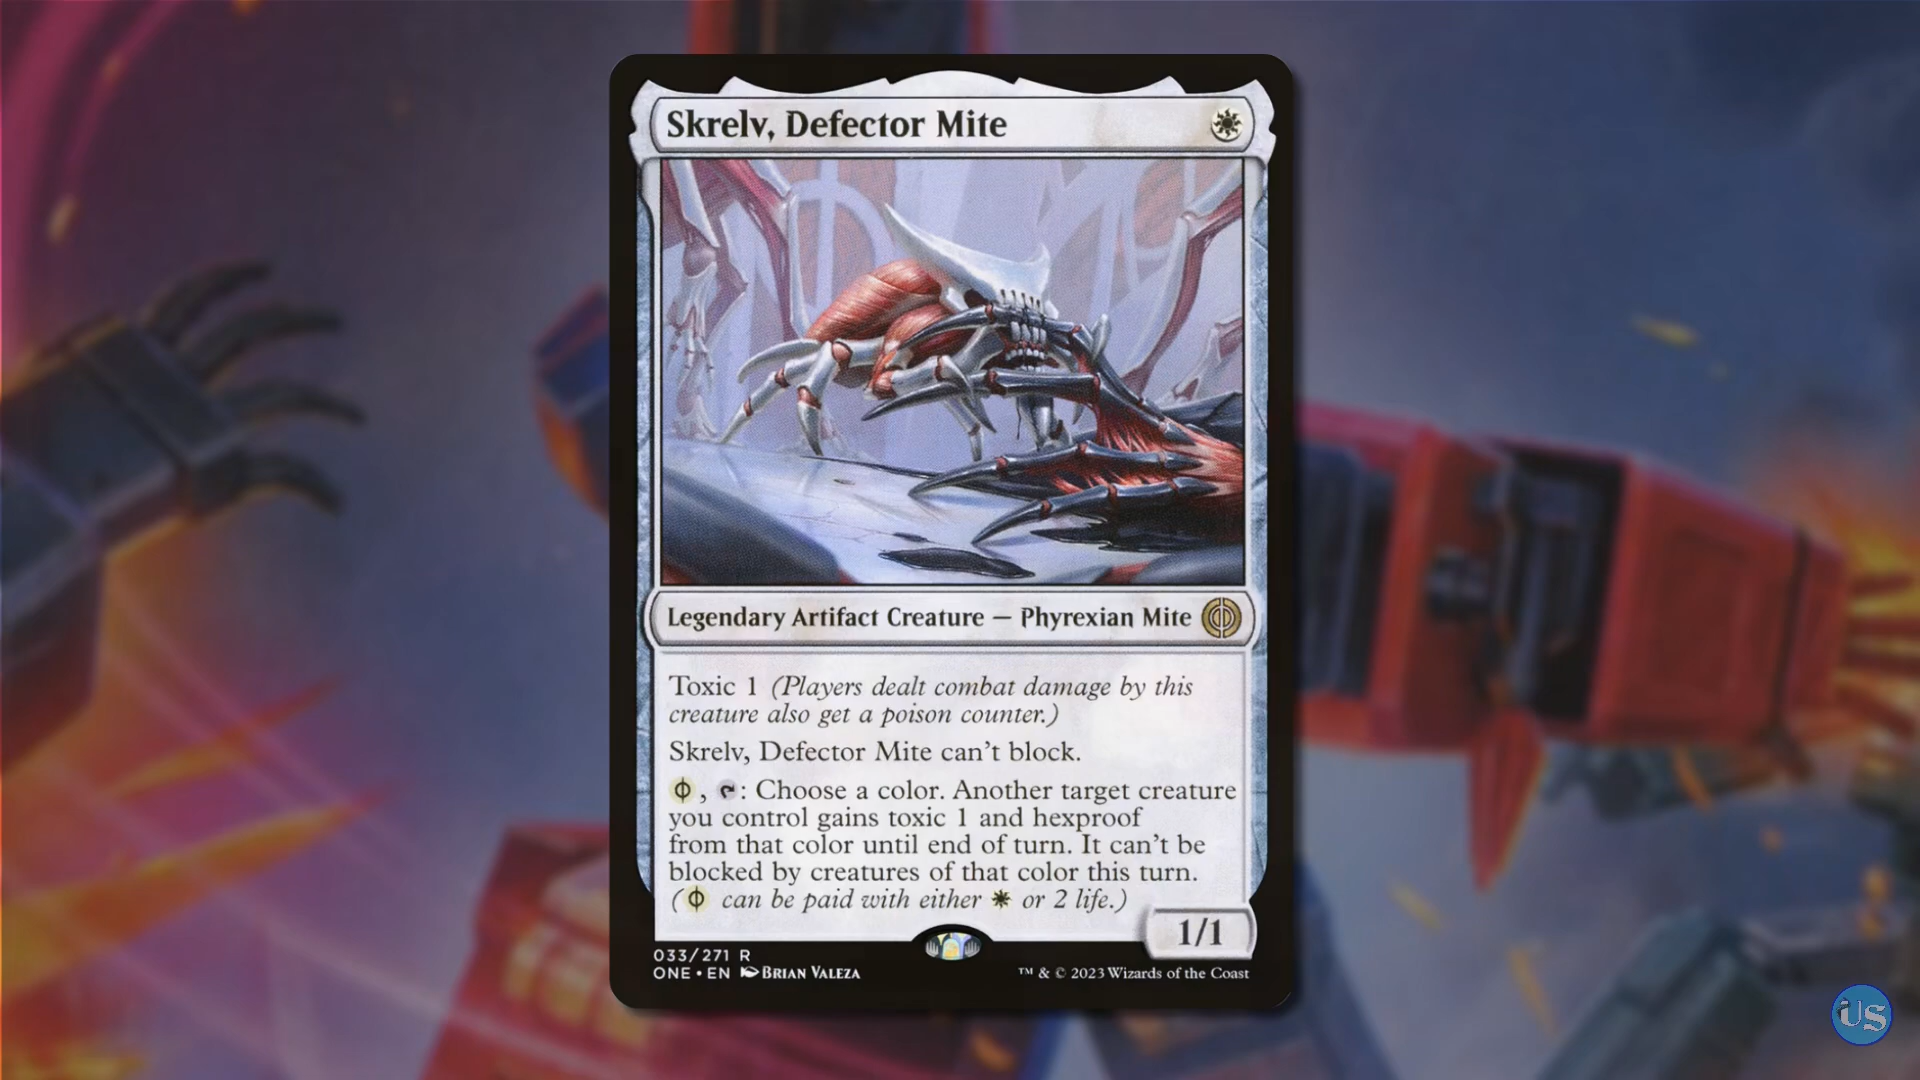 Skrelv, Defector Mite
Legendary Artifact Creature — Phyrexian Mite
Toxic 1 (Players dealt combat damage by this
creature also get a poison counter.)
Skrelv, Defector Mite can't block.
, : Choose a color. Another target creature
you control gains toxic 1 and hexproof
from that color until end of turn. It can't be
blocked by creatures of that color this turn.
( can be paid with either or 2 life.)
1/1
033/271 R
ONE • EN BRIAN VALEZA
™ & © 2023 Wizards of the Coast
US